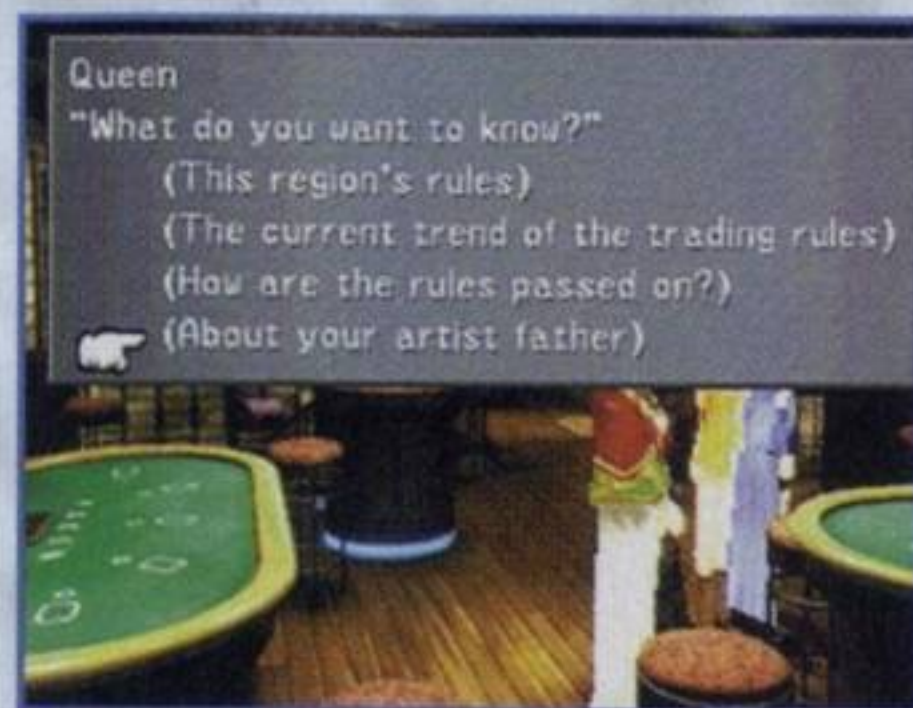 Queen
"What do you want to know?"
(This region's rules)
(The current trend of the trading rules)
(How are the rules passed on?)
(About your artist father)